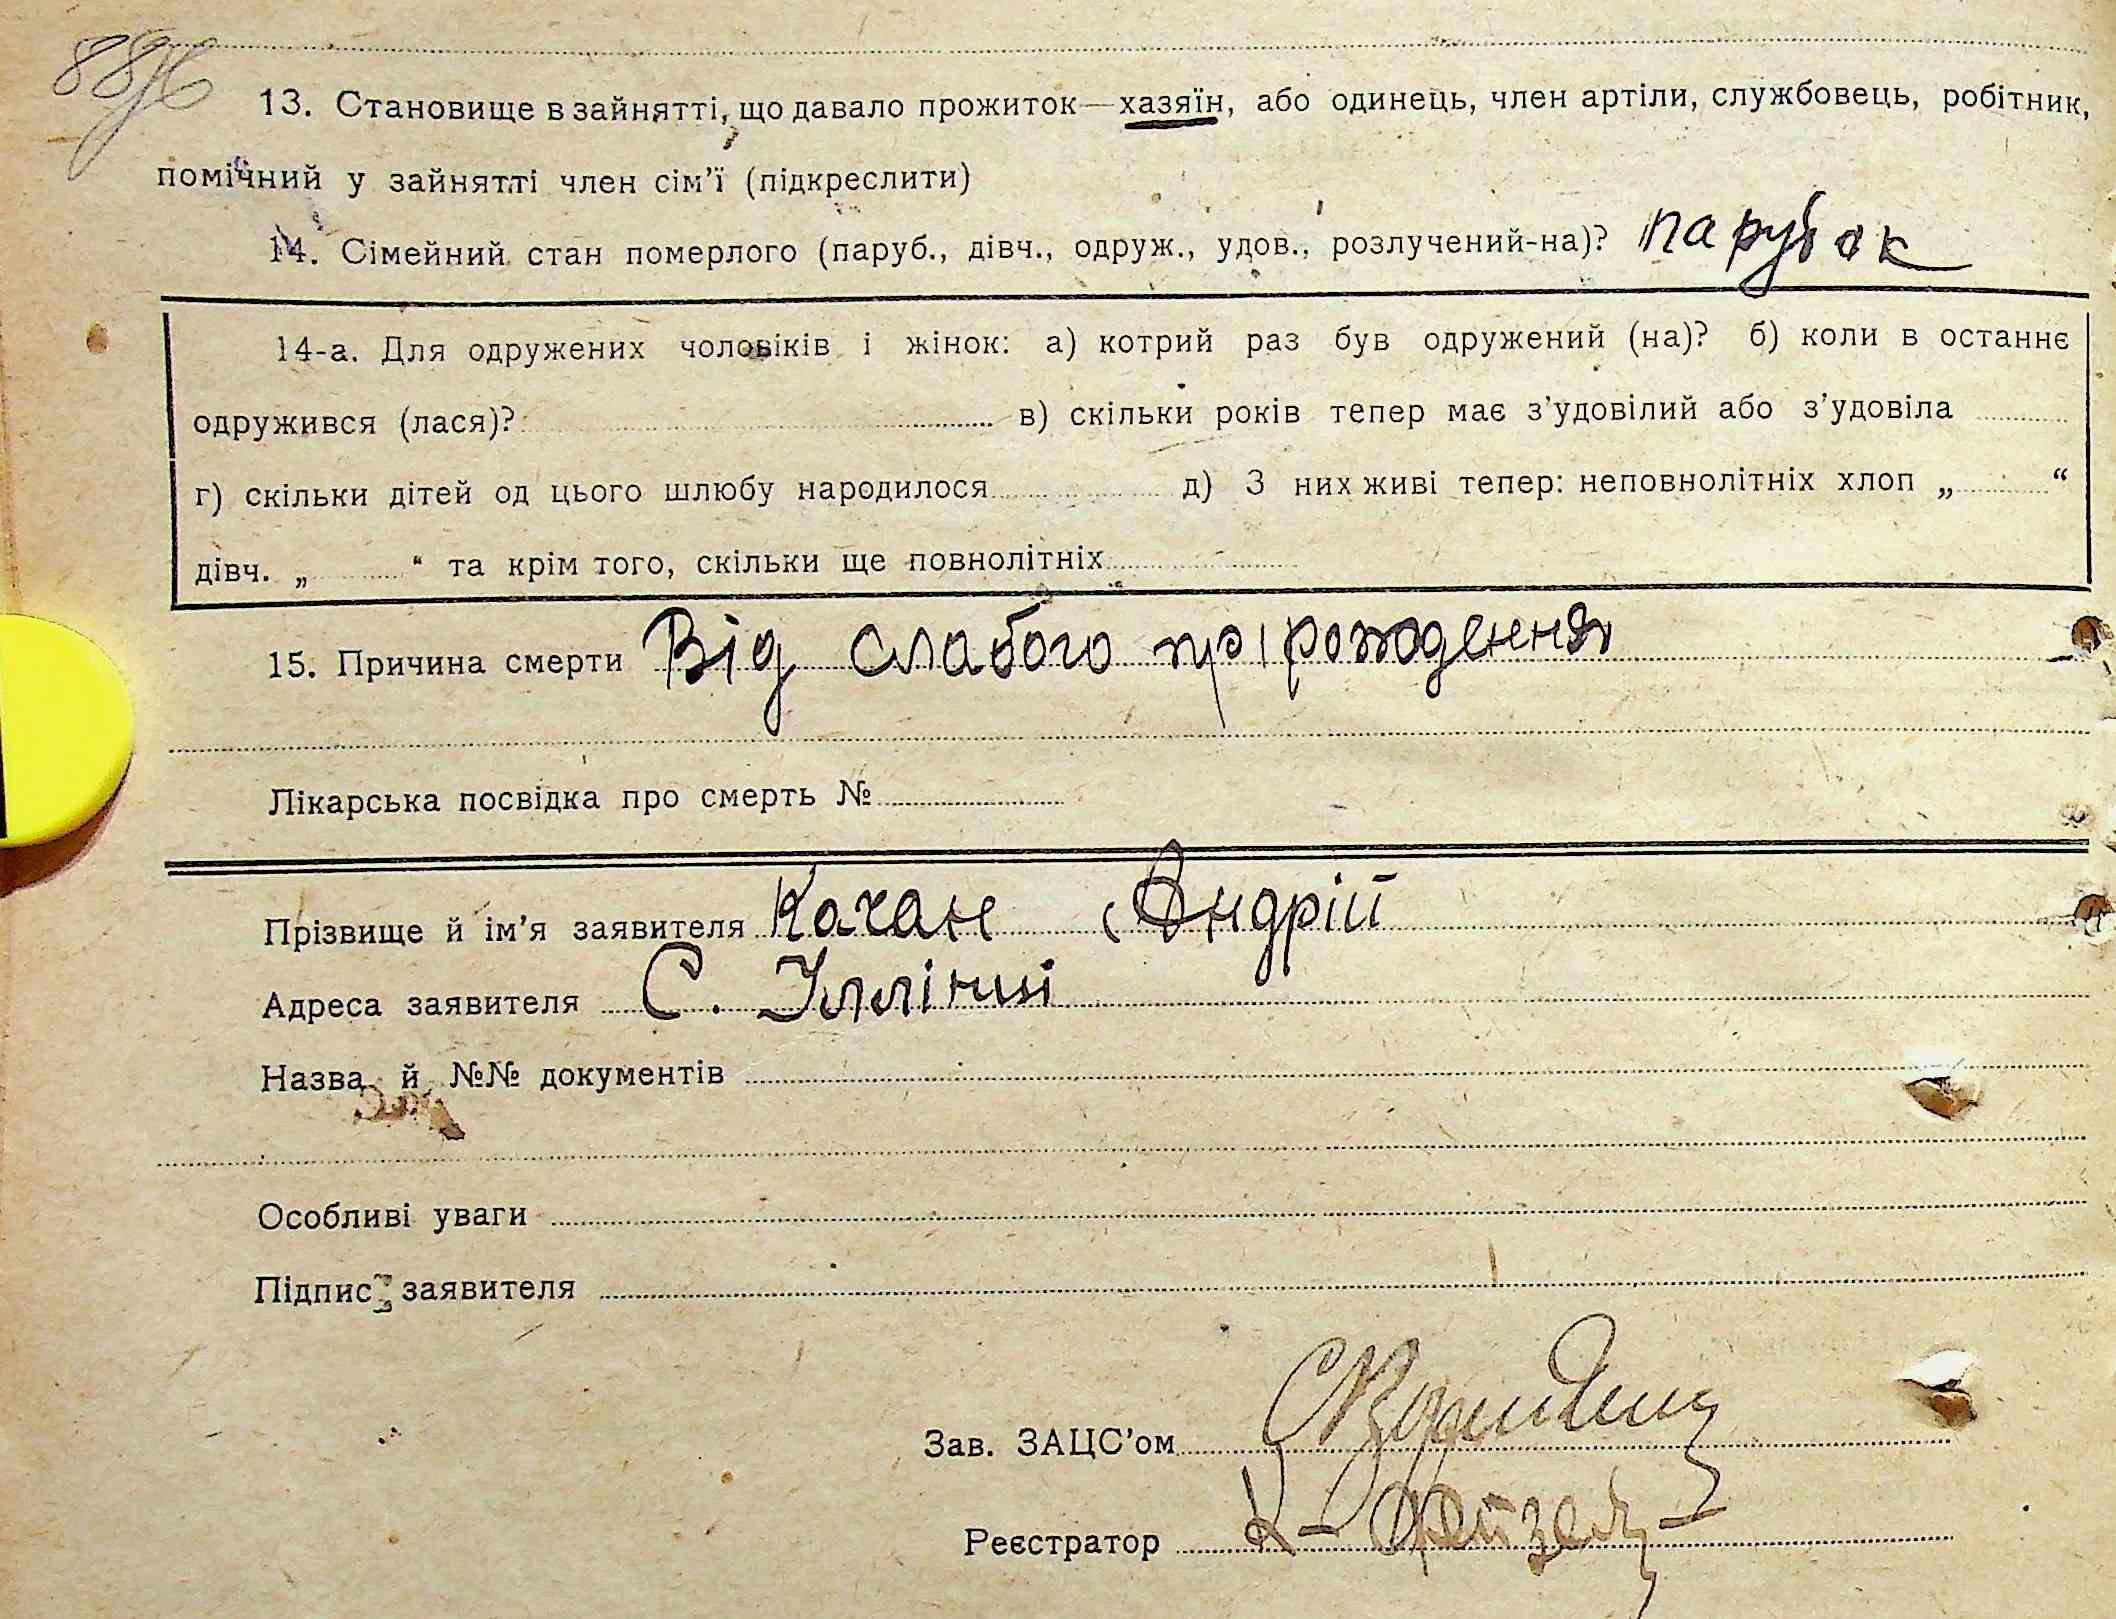 13. Становище в зайнятті, що давало прожиток—хазяїн, або одинець, член артіли, службовець, робітник,
помічний у зайнятті член сім’ї (підкреслити)
14. Сімейний стан померлого (паруб., дівч., одруж., удов., розлучений-на)? парубок
14-а. Для одружених чоловіків і жінок: а) котрий раз був одружений (на)? б) коли в останнє
одружився (лася)? в) скільки років тепер має з’удовілий або з’удовіла
г) скільки дітей од цього шлюбу народилося д) З них живі тепер: неповнолітніх хлоп „ “
дівч. „ “ та крім того, скільки ще повнолітніх
15. Причина смерти Від слабого прірождення
Лікарська посвідка про смерть №
Прізвище й ім’я заявителя Качан Андрій
Адреса заявителя С. Іллінці
Назва й №№ документів
Особливі уваги
Підпис заявителя
Зав. ЗАЦС’ом
Реєстратор